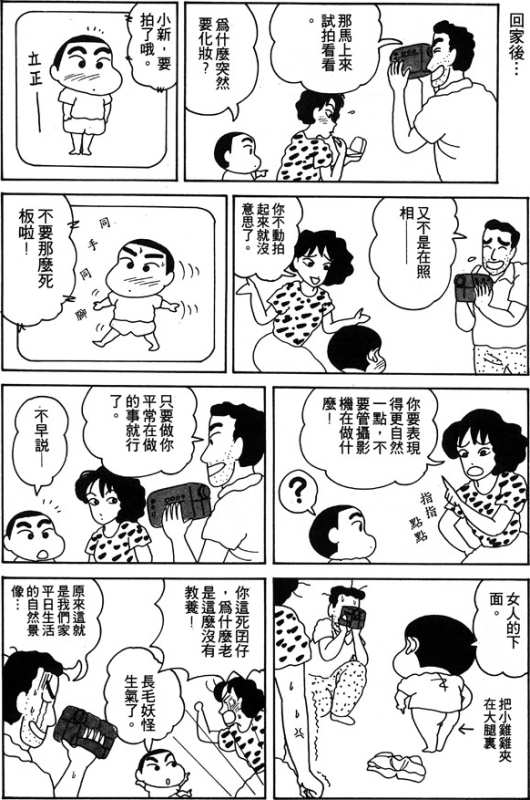 回家後…
那馬上來
試拍看看
為什麼突然
要化妝？
小新，要
拍了哦。
立正——
又不是在照
相——
你不動拍
起來就沒
意思了。
同手同腳
不要那麼死
板啦！
你要表現
得更自然
一點，不
要管攝影
機在做什
麼！
指指
點點
？
只要做你
平常在做
的事就行
了。
不早説——
女人的下
面。
把小雞雞夾
在大腿裏
你這死囝仔
，為什麼老
是這麼沒有
教養！
長毛妖怪
生氣了。
原來這就
是我們家
平日生活
的自然景
像…